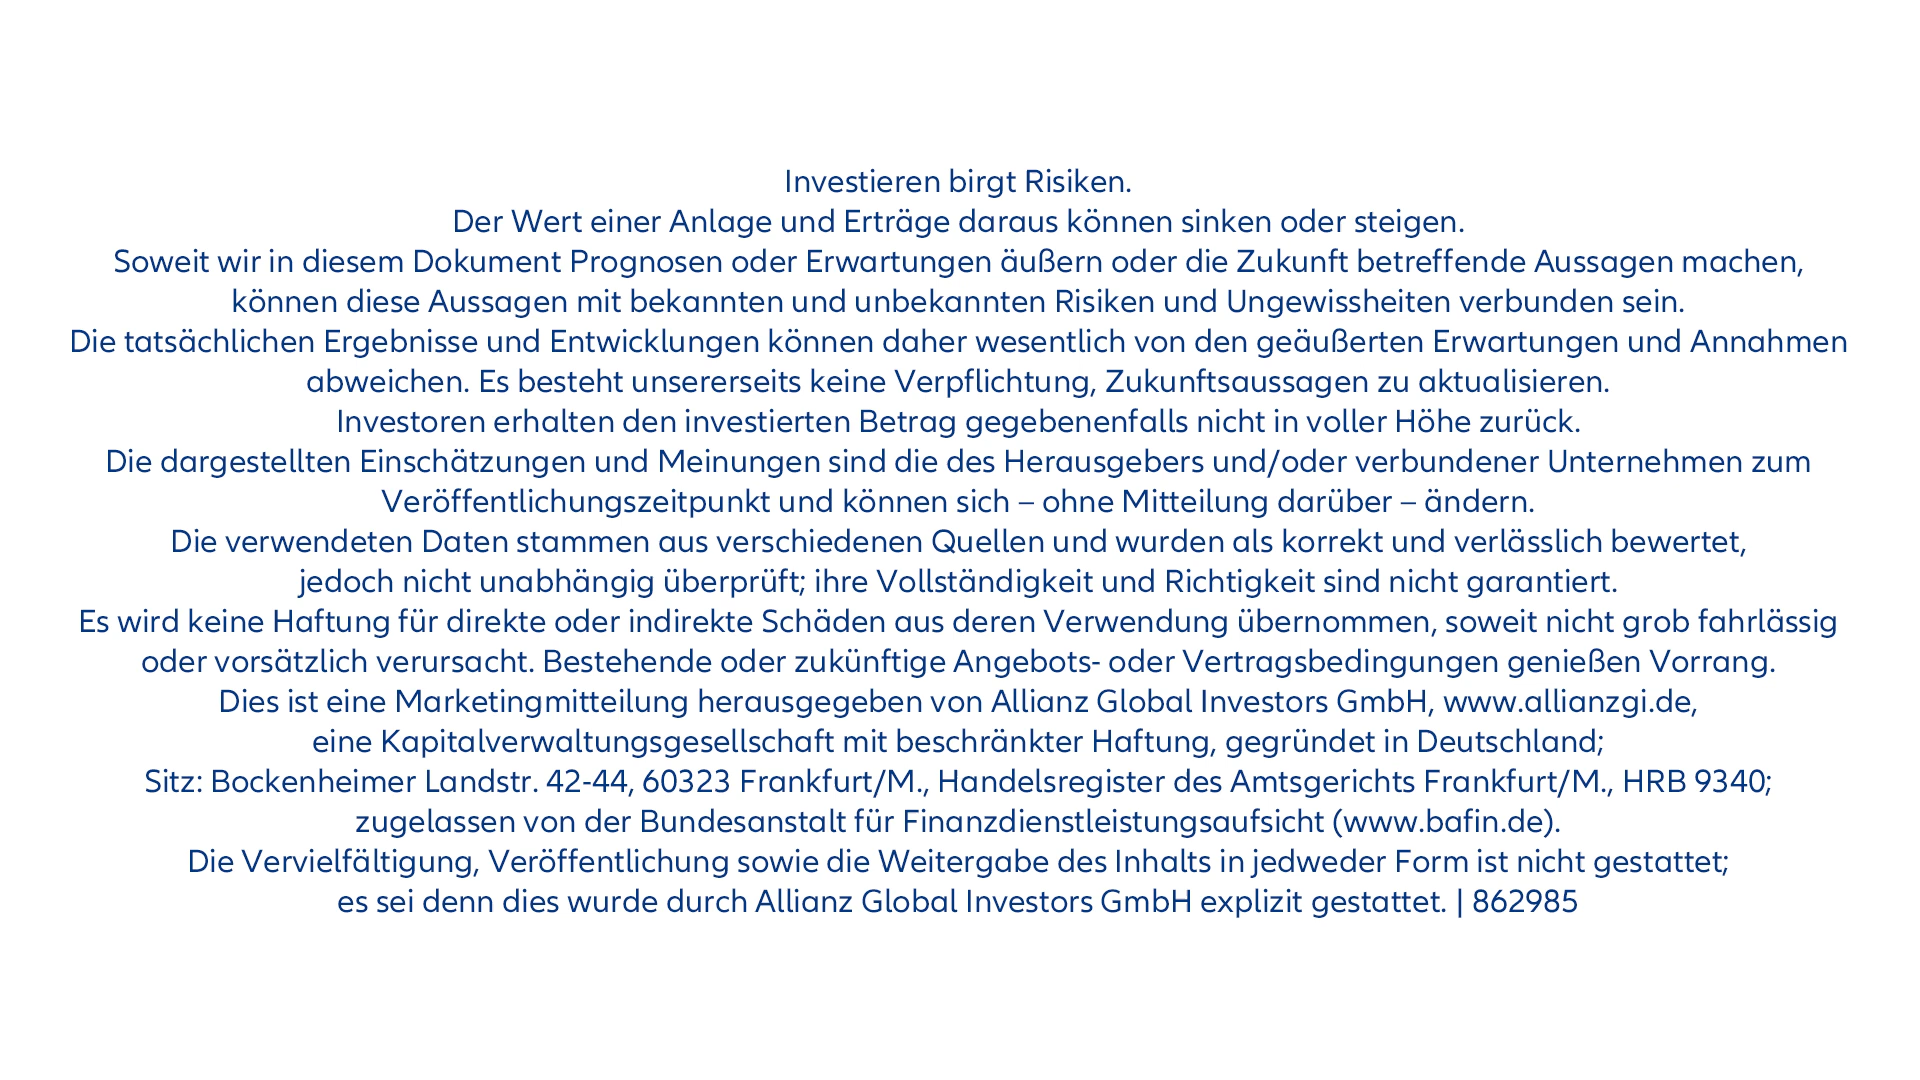 Investieren birgt Risiken.
Der Wert einer Anlage und Erträge daraus können sinken oder steigen.
Soweit wir in diesem Dokument Prognosen oder Erwartungen äußern oder die Zukunft betreffende Aussagen machen,
können diese Aussagen mit bekannten und unbekannten Risiken und Ungewissheiten verbunden sein.
Die tatsächlichen Ergebnisse und Entwicklungen können daher wesentlich von den geäußerten Erwartungen und Annahmen
abweichen. Es besteht unsererseits keine Verpflichtung, Zukunftsaussagen zu aktualisieren.
Investoren erhalten den investierten Betrag gegebenenfalls nicht in voller Höhe zurück.
Die dargestellten Einschätzungen und Meinungen sind die des Herausgebers und/oder verbundener Unternehmen zum
Veröffentlichungszeitpunkt und können sich – ohne Mitteilung darüber – ändern.
Die verwendeten Daten stammen aus verschiedenen Quellen und wurden als korrekt und verlässlich bewertet,
jedoch nicht unabhängig überprüft; ihre Vollständigkeit und Richtigkeit sind nicht garantiert.
Es wird keine Haftung für direkte oder indirekte Schäden aus deren Verwendung übernommen, soweit nicht grob fahrlässig
oder vorsätzlich verursacht. Bestehende oder zukünftige Angebots- oder Vertragsbedingungen genießen Vorrang.
Dies ist eine Marketingmitteilung herausgegeben von Allianz Global Investors GmbH, www.allianzgi.de,
eine Kapitalverwaltungsgesellschaft mit beschränkter Haftung, gegründet in Deutschland;
Sitz: Bockenheimer Landstr. 42-44, 60323 Frankfurt/M., Handelsregister des Amtsgerichts Frankfurt/M., HRB 9340;
zugelassen von der Bundesanstalt für Finanzdienstleistungsaufsicht (www.bafin.de).
Die Vervielfältigung, Veröffentlichung sowie die Weitergabe des Inhalts in jedweder Form ist nicht gestattet;
es sei denn dies wurde durch Allianz Global Investors GmbH explizit gestattet. | 862985